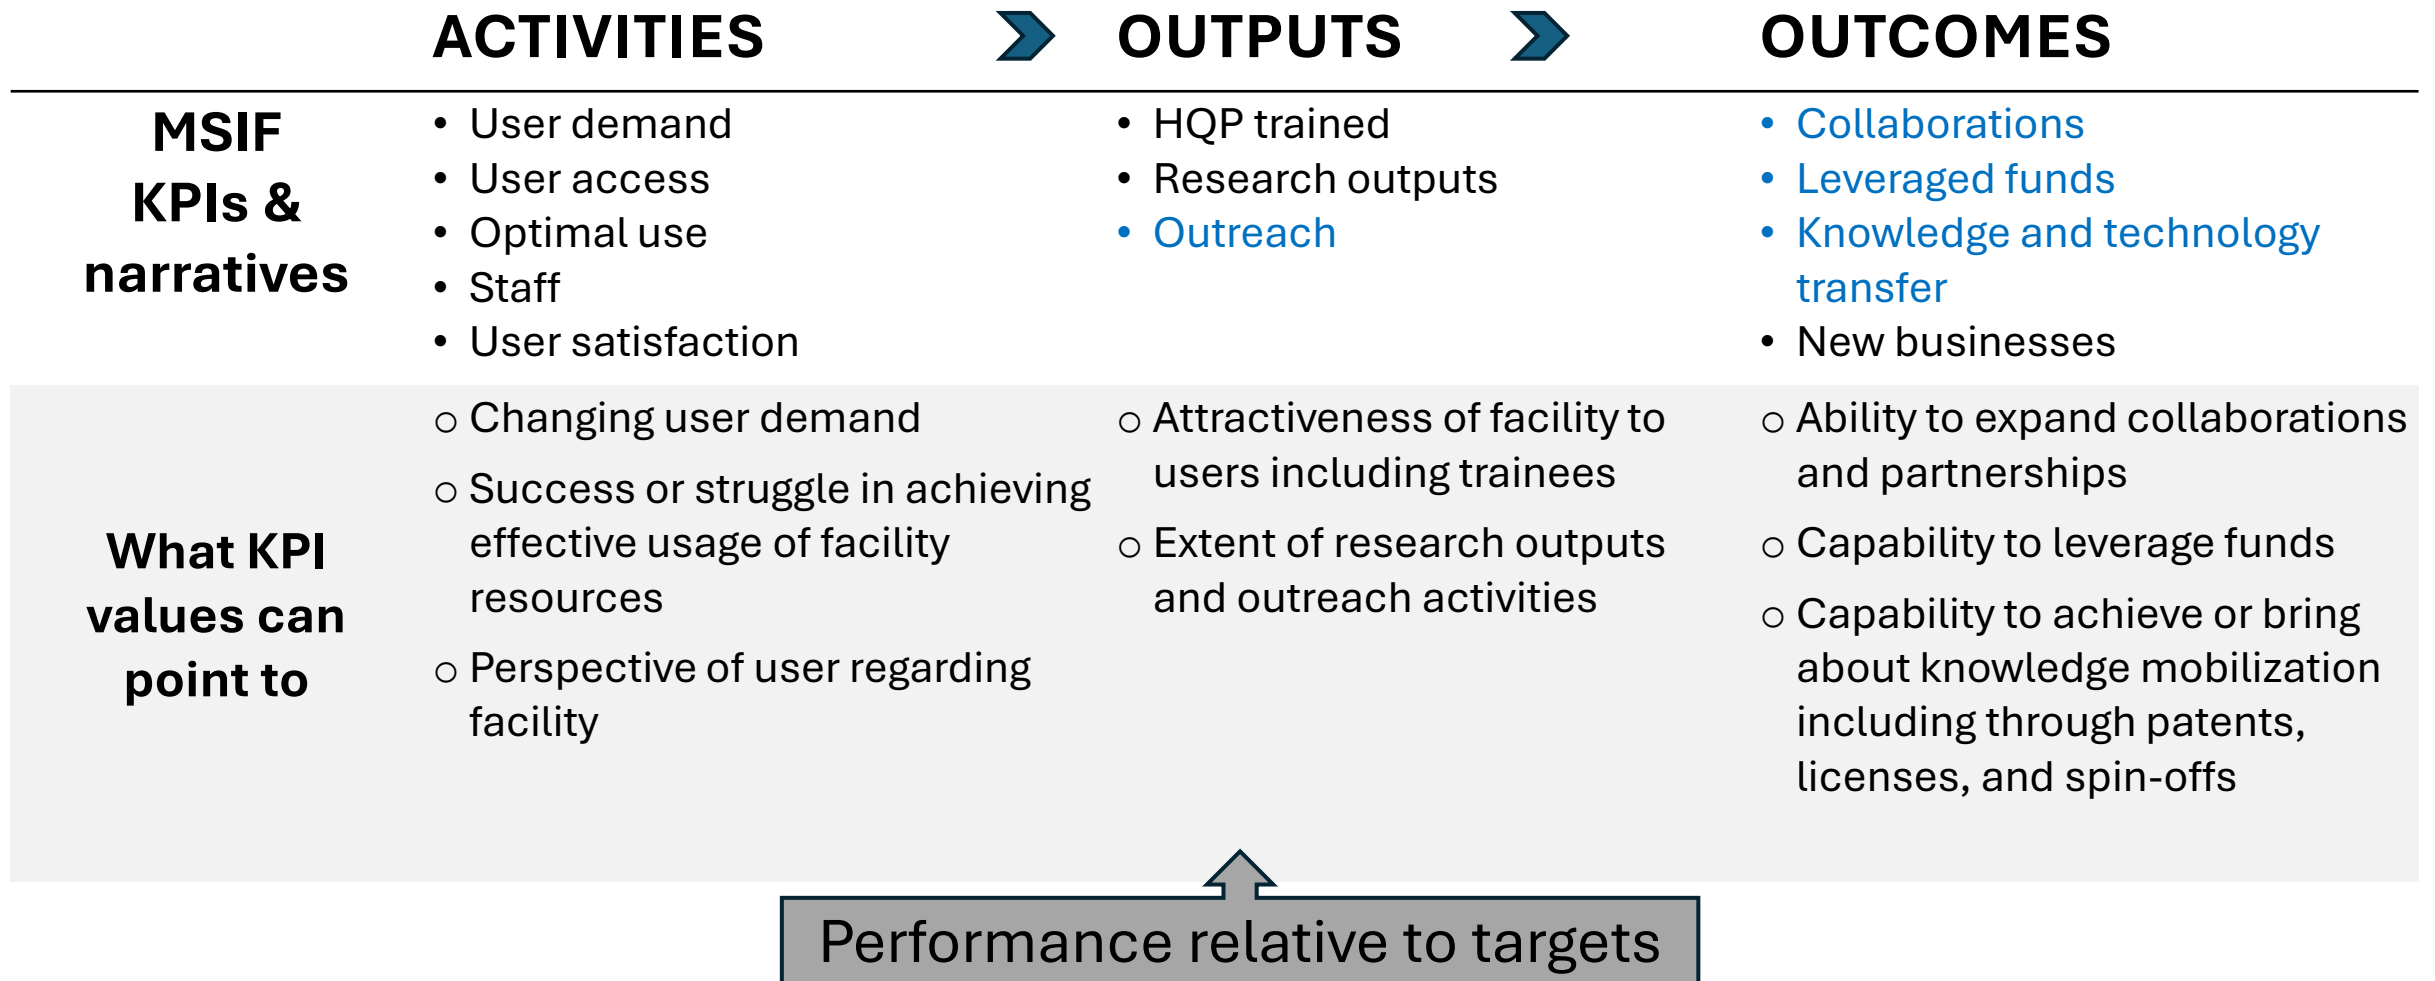 ACTIVITIES
OUTPUTS
OUTCOMES
MSIF
KPIs &
narratives
• User demand
• User access
• Optimal use
• Staff
• User satisfaction
• HQP trained
• Research outputs
• Outreach
• Collaborations
• Leveraged funds
• Knowledge and technology
transfer
• New businesses
What KPI
values can
point to
o Changing user demand
o Success or struggle in achieving
effective usage of facility
resources
o Perspective of user regarding
facility
o Attractiveness of facility to
users including trainees
o Extent of research outputs
and outreach activities
o Ability to expand collaborations
and partnerships
o Capability to leverage funds
o Capability to achieve or bring
about knowledge mobilization
including through patents,
licenses, and spin-offs
Performance relative to targets